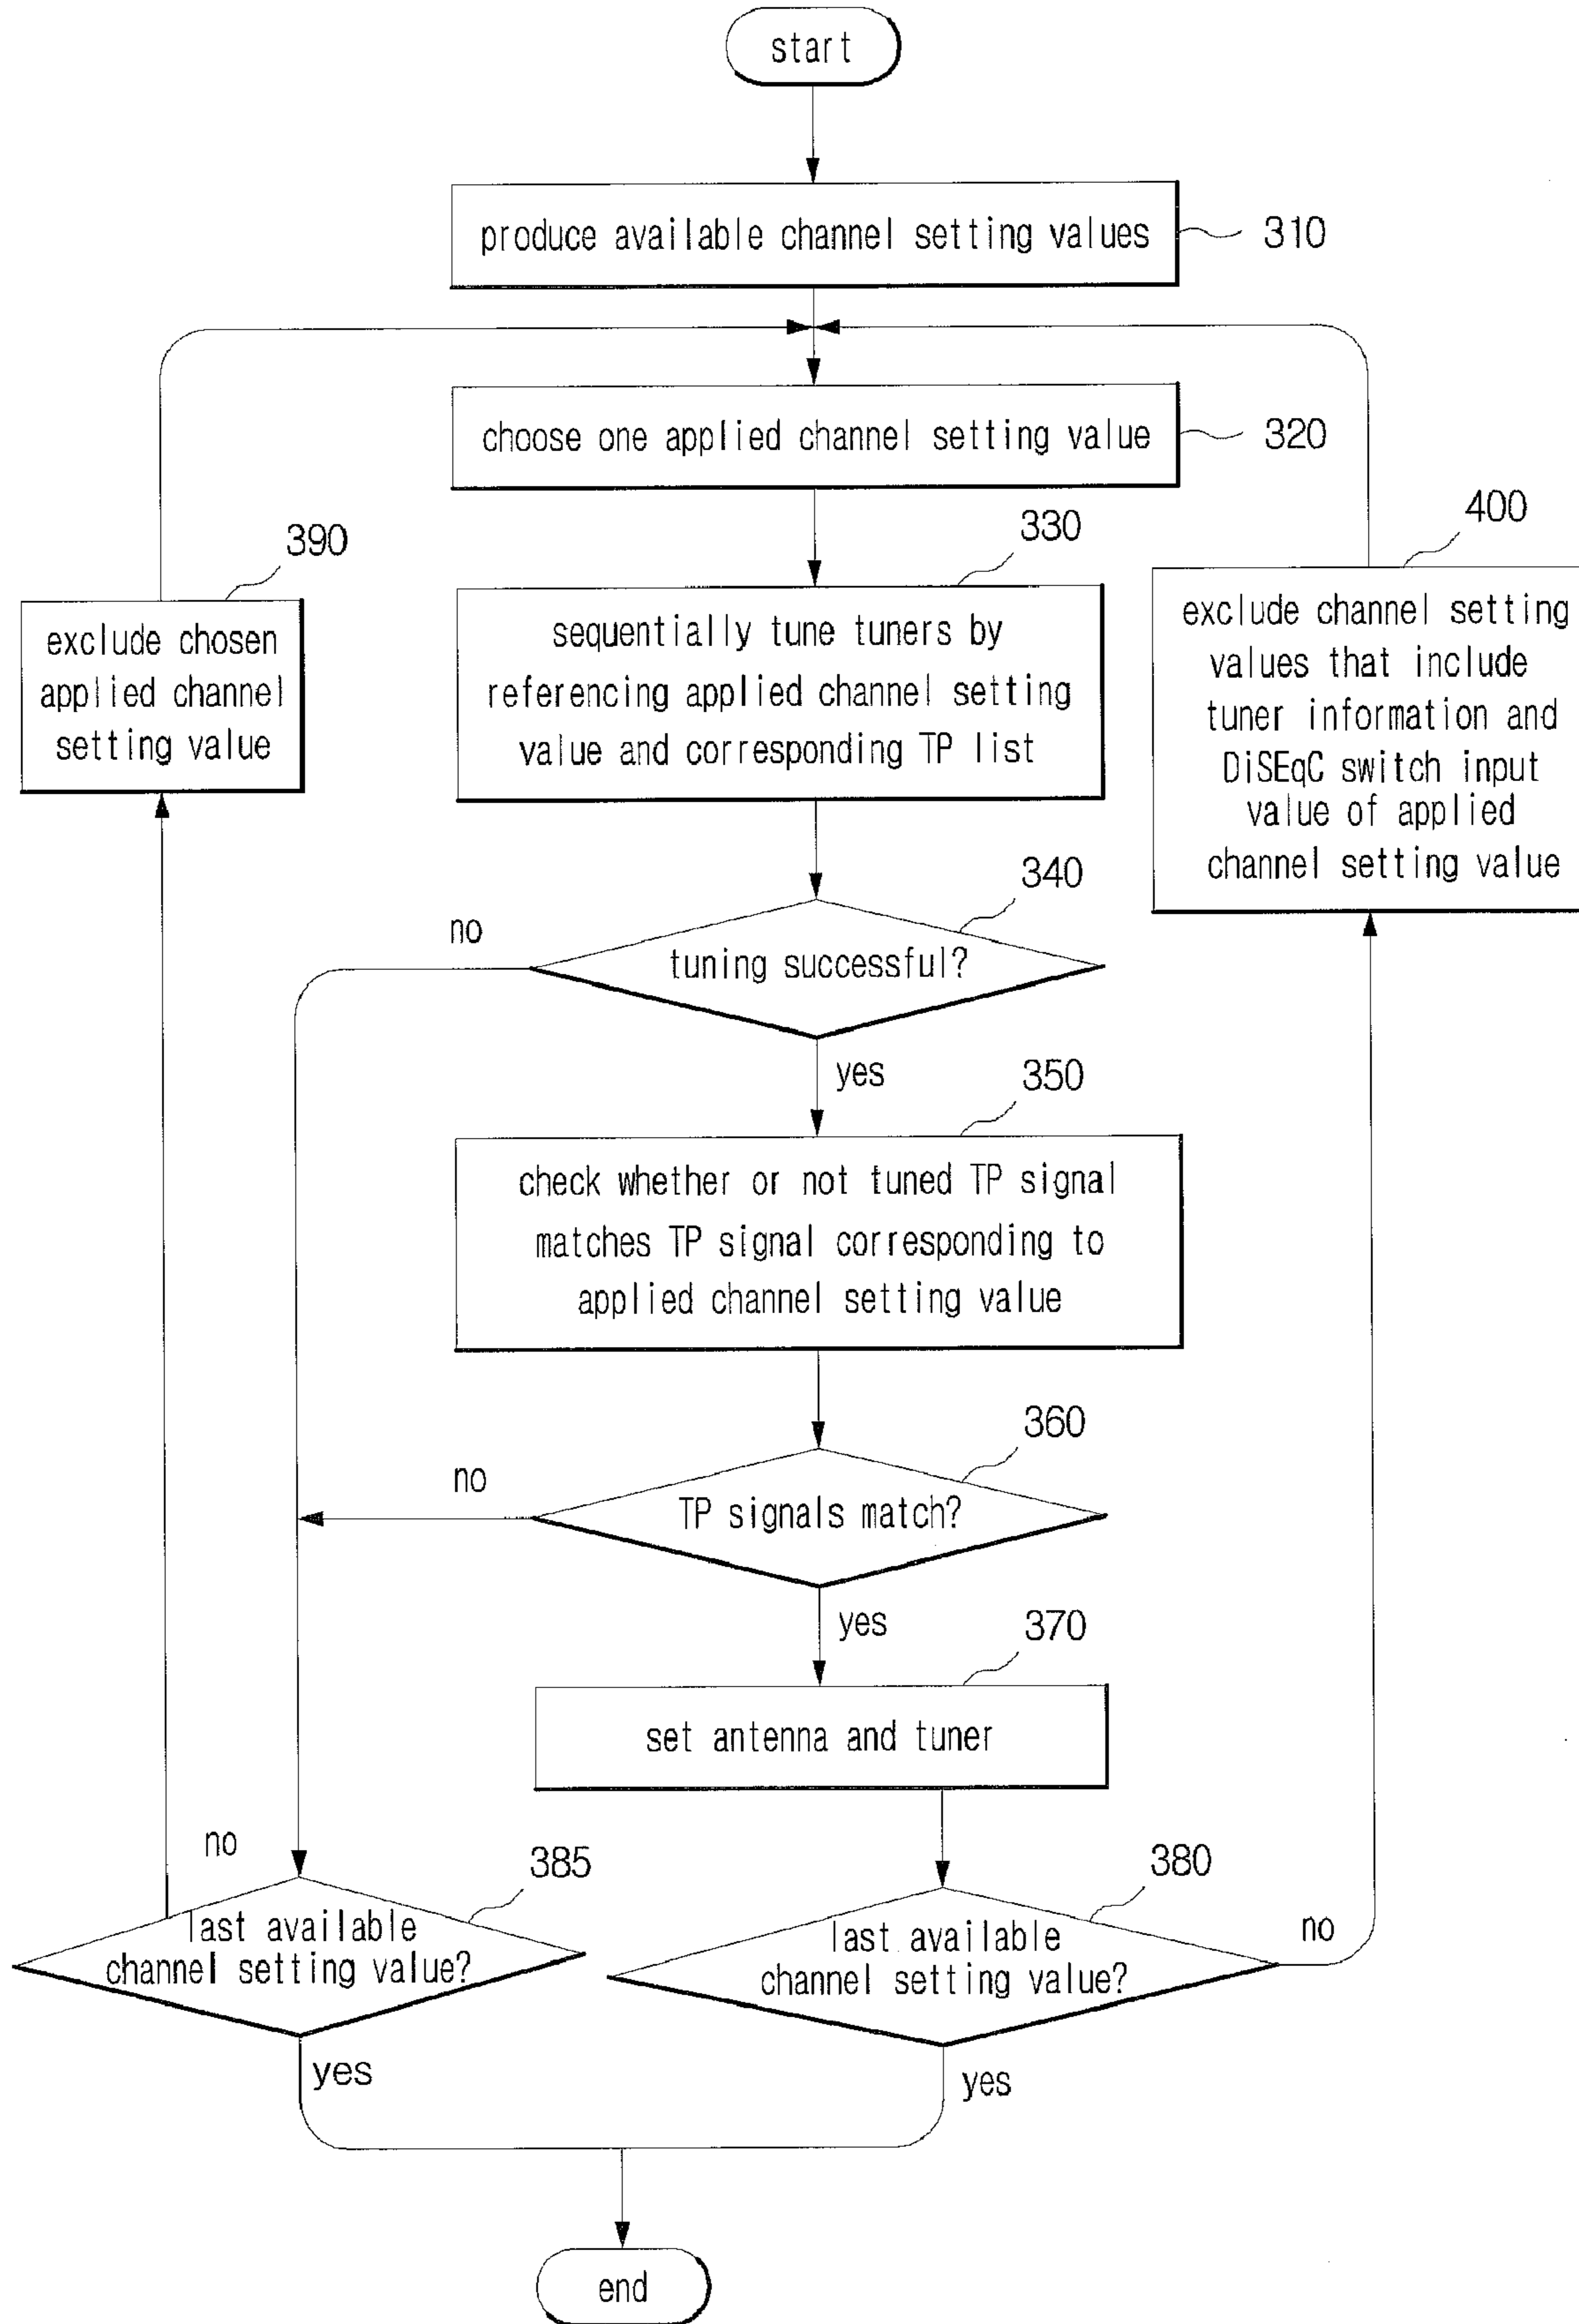 start
produce available channel setting values
310
choose one applied channel setting value
320
330
sequentially tune tuners by
referencing applied channel setting
value and corresponding TP list
390
exclude chosen
applied channel
setting value
400
exclude channel setting
values that include
tuner information and
DiSEqC switch input
value of applied
channel setting value
340
no
tuning successful?
yes
350
check whether or not tuned TP signal
matches TP signal corresponding to
applied channel setting value
360
no
TP signals match?
yes
370
set antenna and tuner
no
385
last available
channel setting value?
yes
380
last available
channel setting value?
no
yes
end